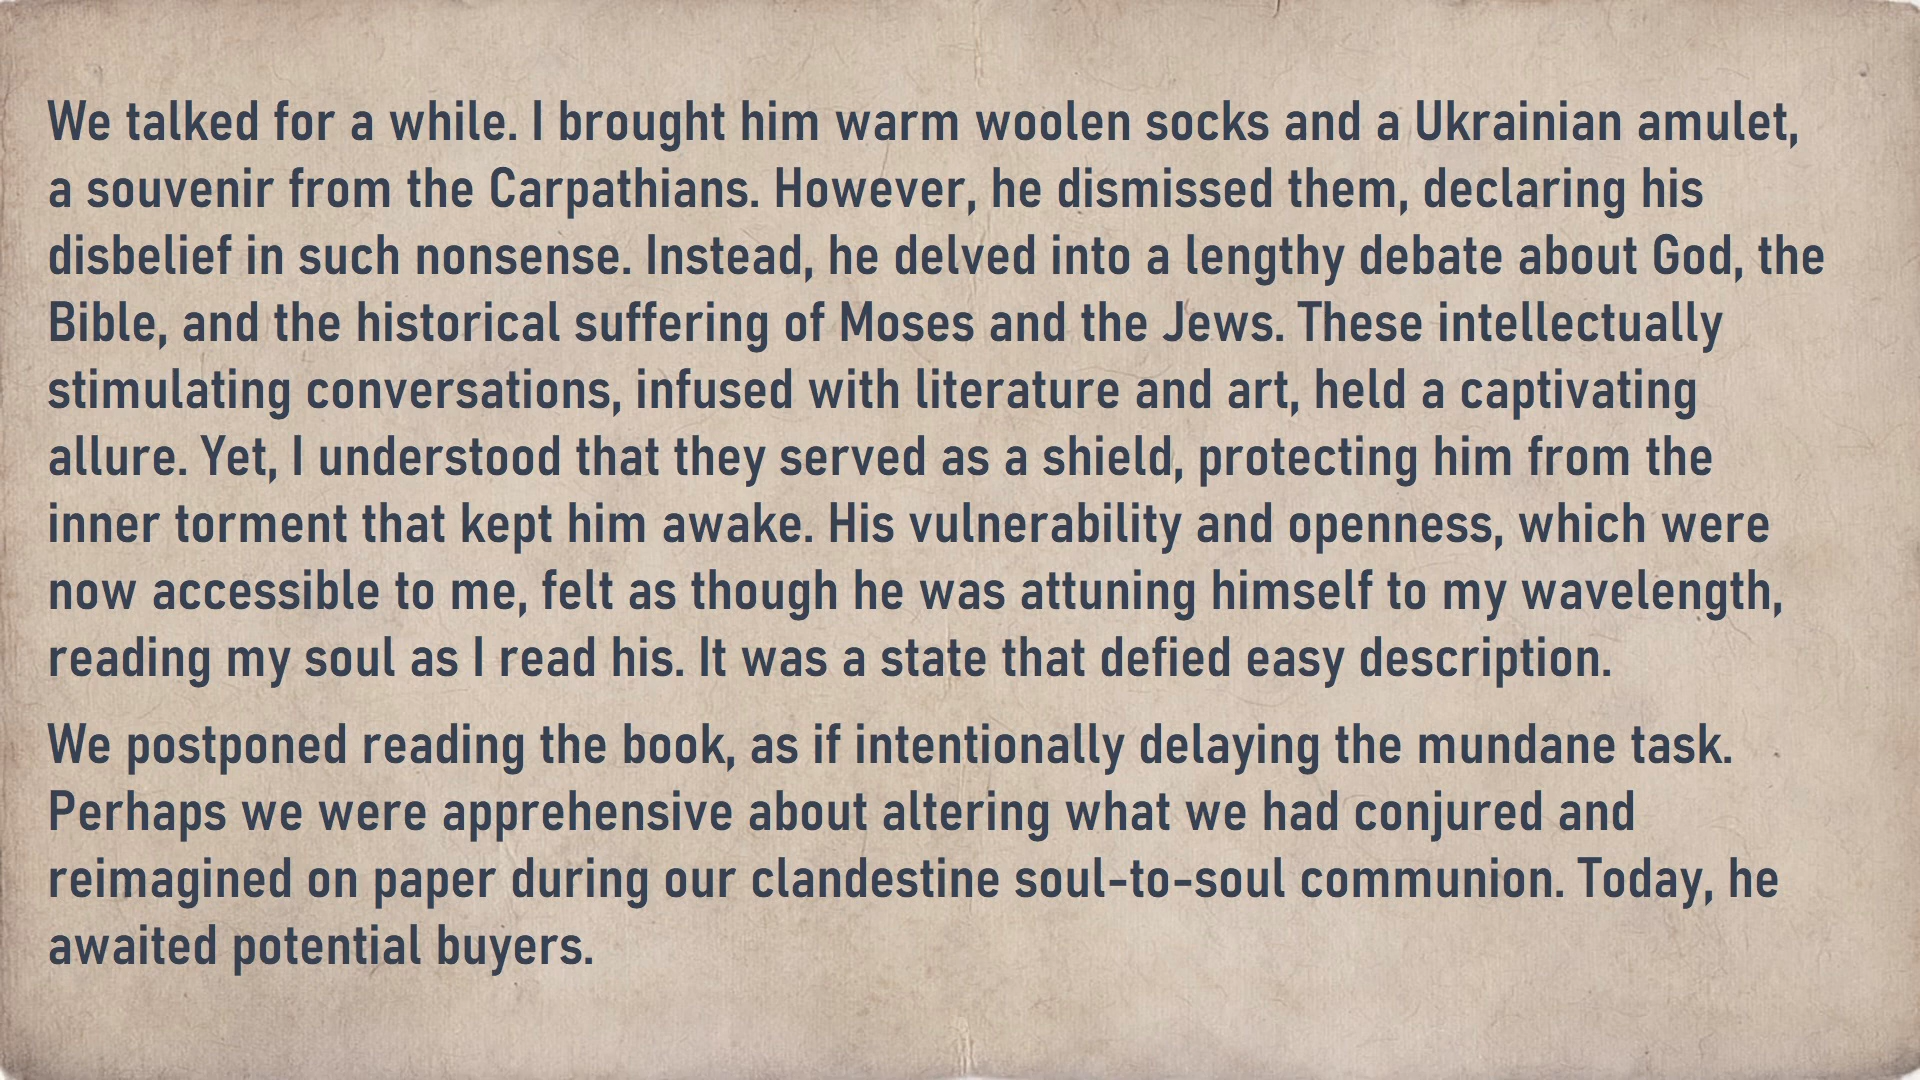 We talked for a while. I brought him warm woolen socks and a Ukrainian amulet,
a souvenir from the Carpathians. However, he dismissed them, declaring his
disbelief in such nonsense. Instead, he delved into a lengthy debate about God, the
Bible, and the historical suffering of Moses and the Jews. These intellectually
stimulating conversations, infused with literature and art, held a captivating
allure. Yet, I understood that they served as a shield, protecting him from the
inner torment that kept him awake. His vulnerability and openness, which were
now accessible to me, felt as though he was attuning himself to my wavelength,
reading my soul as I read his. It was a state that defied easy description.
We postponed reading the book, as if intentionally delaying the mundane task.
Perhaps we were apprehensive about altering what we had conjured and
reimagined on paper during our clandestine soul-to-soul communion. Today, he
awaited potential buyers.